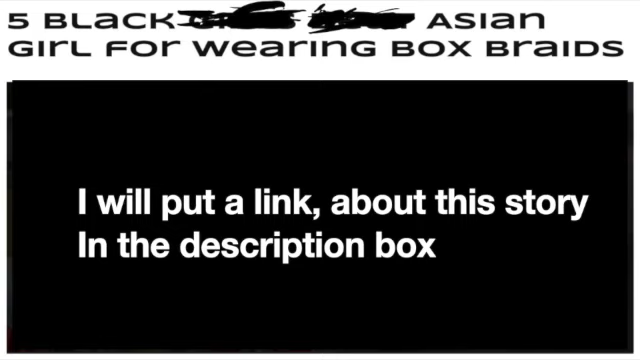 5 BLACK ASIAN
GIRL FOR WEARING BOX BRAIDS
I will put a link, about this story
In the description box